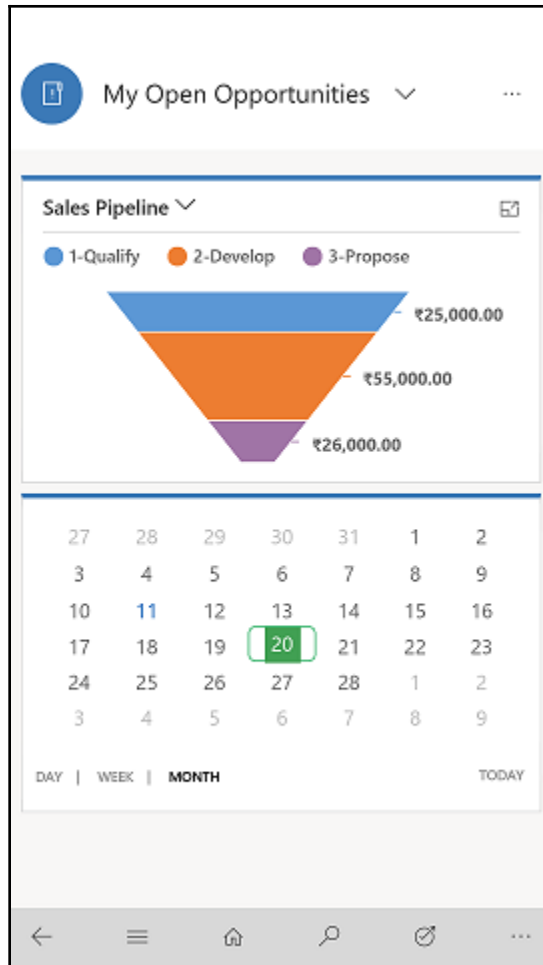 My Open Opportunities
Sales Pipeline
1-Qualify 2-Develop 3-Propose
₹25,000.00
₹55,000.00
₹26,000.00
27 28 29 30 31 1 2
3 4 5 6 7 8 9
10 11 12 13 14 15 16
17 18 19 20 21 22 23
24 25 26 27 28 1 2
3 4 5 6 7 8 9
DAY | WEEK | MONTH TODAY